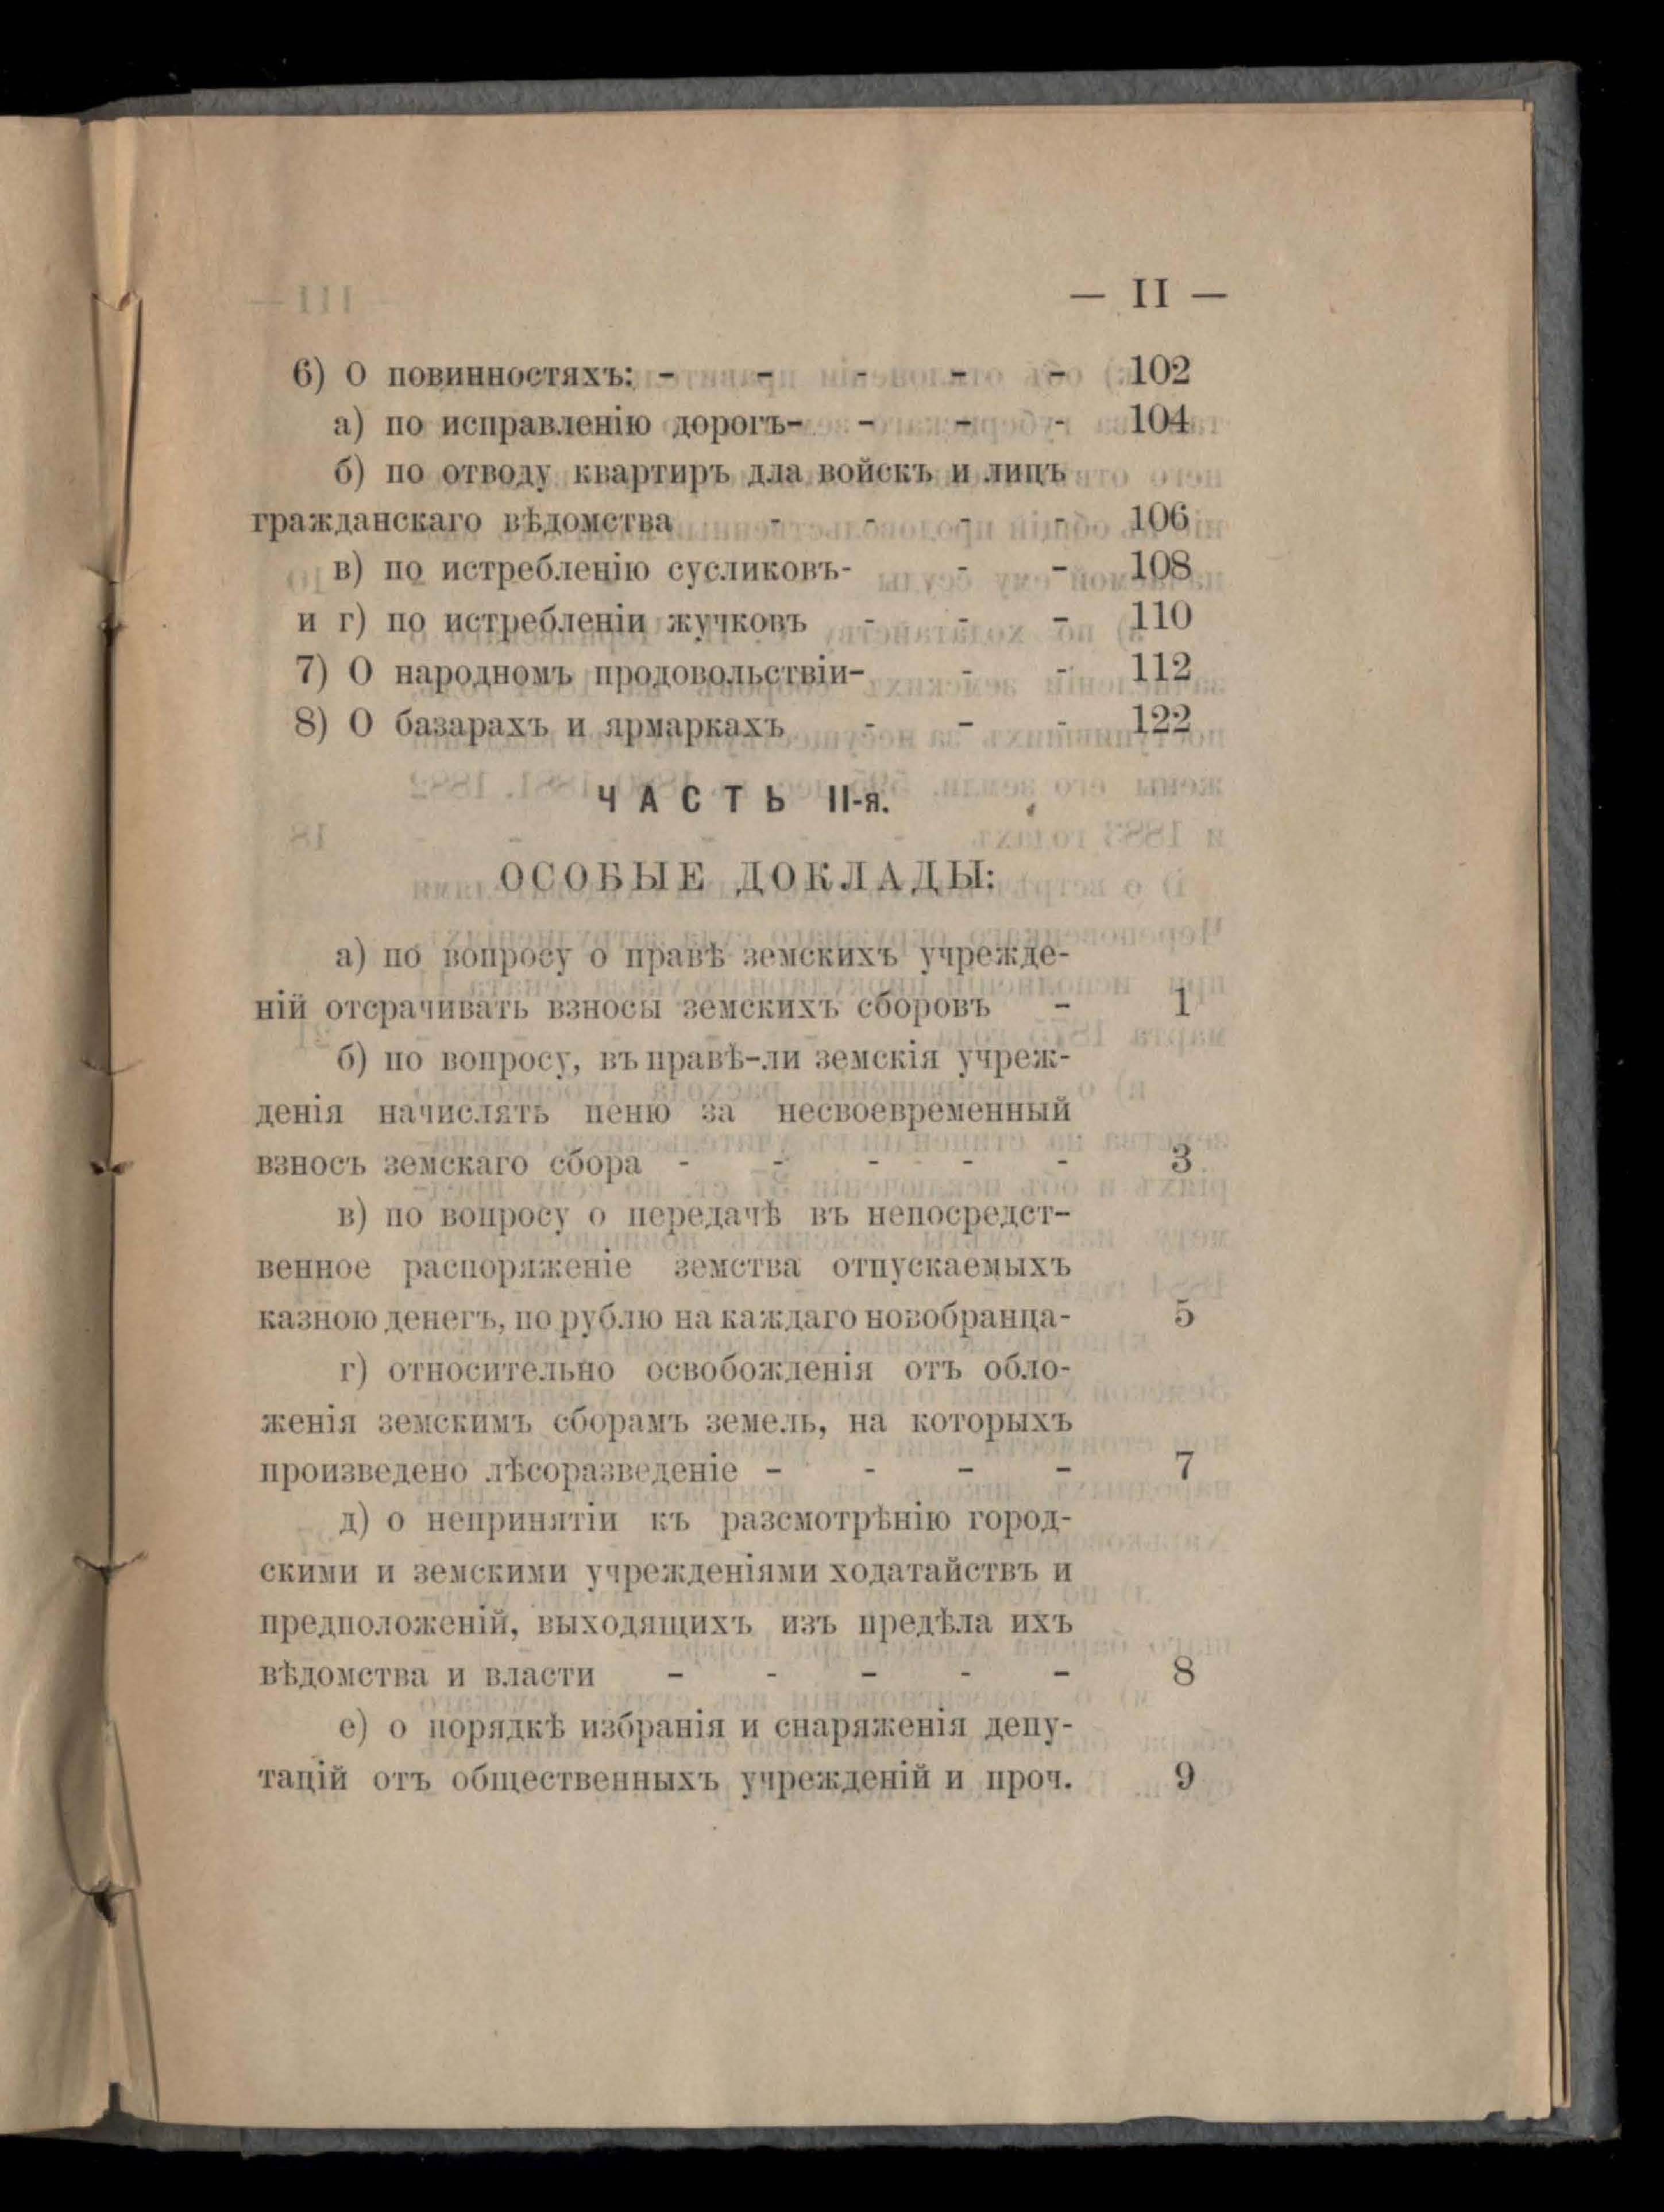 — II —
6) О повинностяхъ: - - - - - 102
а) по исправленію дорогъ- - - - 104
б) по отводу квартиръ дла войскъ и лицъ
гражданскаго вѣдомства - - - - 106
в) по истребленію сусликовъ- - - 108
и г) по истребленіи жучковъ - - - 110
7) О народномъ продовольствіи- - - 112
8) О базарахъ и ярмаркахъ - - - 122
ЧАСТЬ II-я.
ОСОБЫЕ ДОКЛАДЫ:
а) по вопросу о правѣ земскихъ учрежде-
ній отсрачивать взносы земскихъ сборовъ - 1
б) по вопросу, въ правѣ-ли земскія учреж-
денія начислять пеню за несвоевременный
взносъ земскаго сбора - - - - - 3
в) по вопросу о передачѣ въ непосредст-
венное распоряженіе земства отпускаемыхъ
казною денегъ, по рублю на каждаго новобранца- 5
г) относительно освобожденія отъ обло-
женія земскимъ сборамъ земель, на которыхъ
произведено лѣсоразведеніе - - - - 7
д) о непринятіи къ разсмотрѣнію город-
скими и земскими учрежденіями ходатайствъ и
предположеній, выходящихъ изъ предѣла ихъ
вѣдомства и власти - - - - - 8
е) о порядкѣ избранія и снаряженія депу-
тацій отъ общественныхъ учрежденій и проч. 9